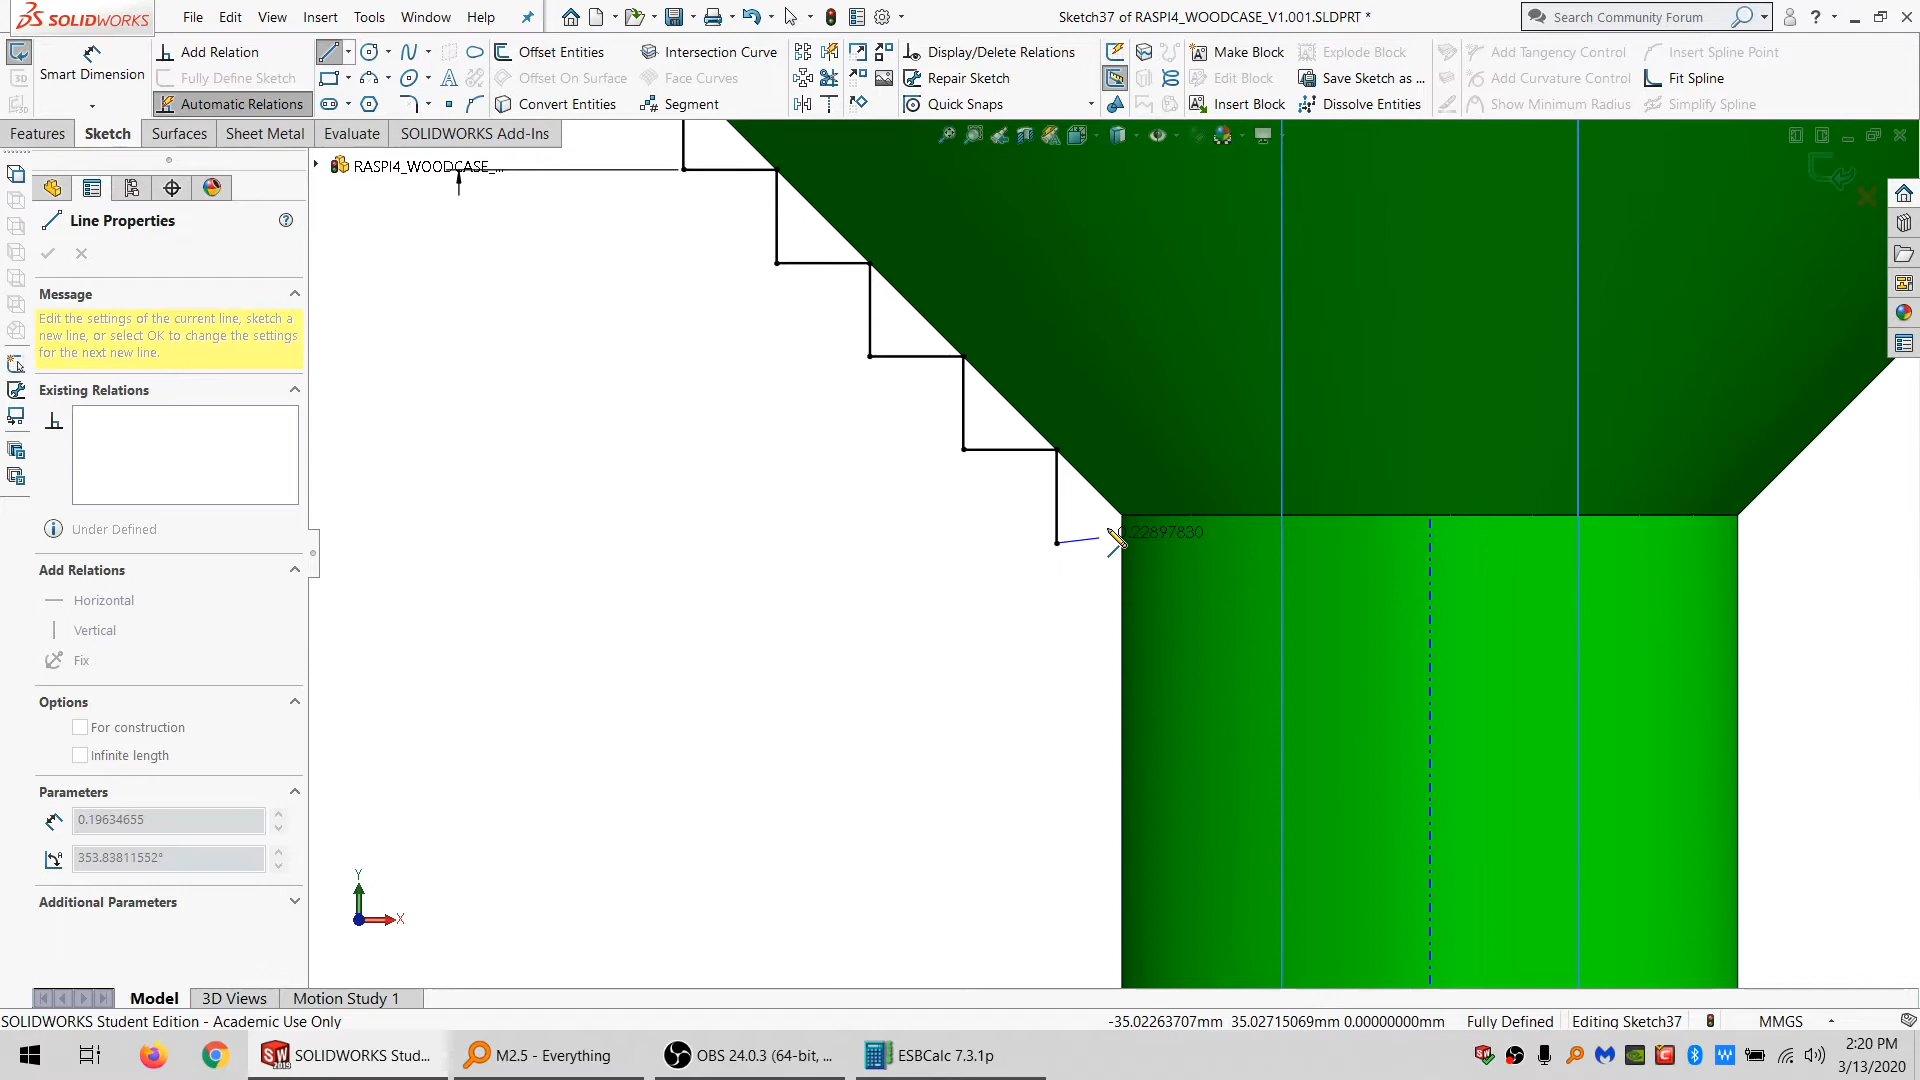 SOLIDWORKS
File Edit View Insert Tools Window Help
Sketch37 of RASPI4_WOODCASE_V1.001.SLDPRT *
Search Community Forum
?
Smart Dimension
Add Relation
Fully Define Sketch
Automatic Relations
Offset Entities
Offset On Surface
Convert Entities
Intersection Curve
Face Curves
Segment
Display/Delete Relations
Repair Sketch
Quick Snaps
Make Block
Edit Block
Insert Block
Explode Block
Save Sketch as ...
Dissolve Entities
Add Tangency Control
Add Curvature Control
Show Minimum Radius
Insert Spline Point
Fit Spline
Simplify Spline
Features Sketch Surfaces Sheet Metal Evaluate SOLIDWORKS Add-Ins
RASPI4_WOODCASE_...
Line Properties
Message
Edit the settings of the current line, sketch a
new line, or select OK to change the settings
for the next new line.
Existing Relations
Under Defined
Add Relations
Horizontal
Vertical
Fix
Options
For construction
Infinite length
Parameters
0.19634655
353.83811552°
Additional Parameters
0.22897830
Y
X
Model 3D Views Motion Study 1
SOLIDWORKS Student Edition - Academic Use Only
-35.02263707mm 35.02715069mm 0.00000000mm Fully Defined Editing Sketch37 MMGS
SOLIDWORKS Stud...
M2.5 - Everything
OBS 24.0.3 (64-bit, ...
ESBCalc 7.3.1p
2:20 PM
3/13/2020